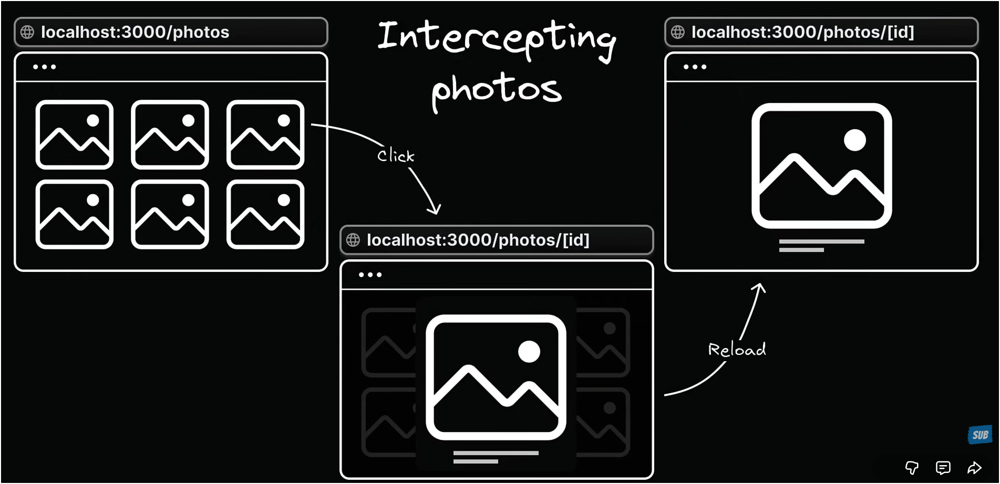 localhost:3000/photos
Intercepting
photos
localhost:3000/photos/[id]
Click
localhost:3000/photos/[id]
Reload
SUB